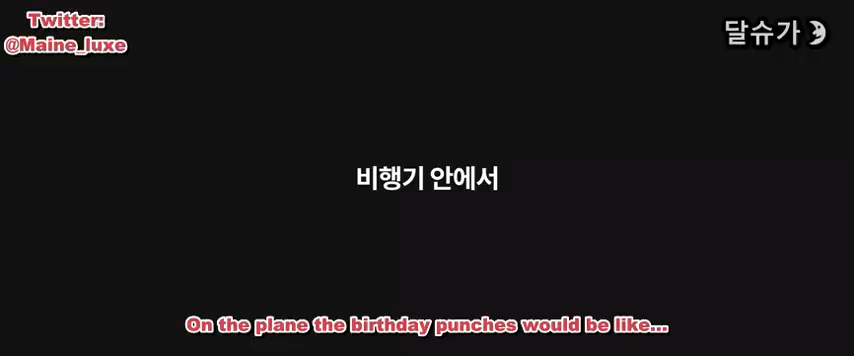 Twitter:
@Maine_luxe
달슈가
비행기 안에서
On the plane the birthday punches would be like...